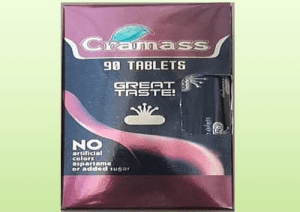 Cramass
90 TABLETS
GREAT
TASTE!
NO
artificial
colors
aspartame
or added sugar